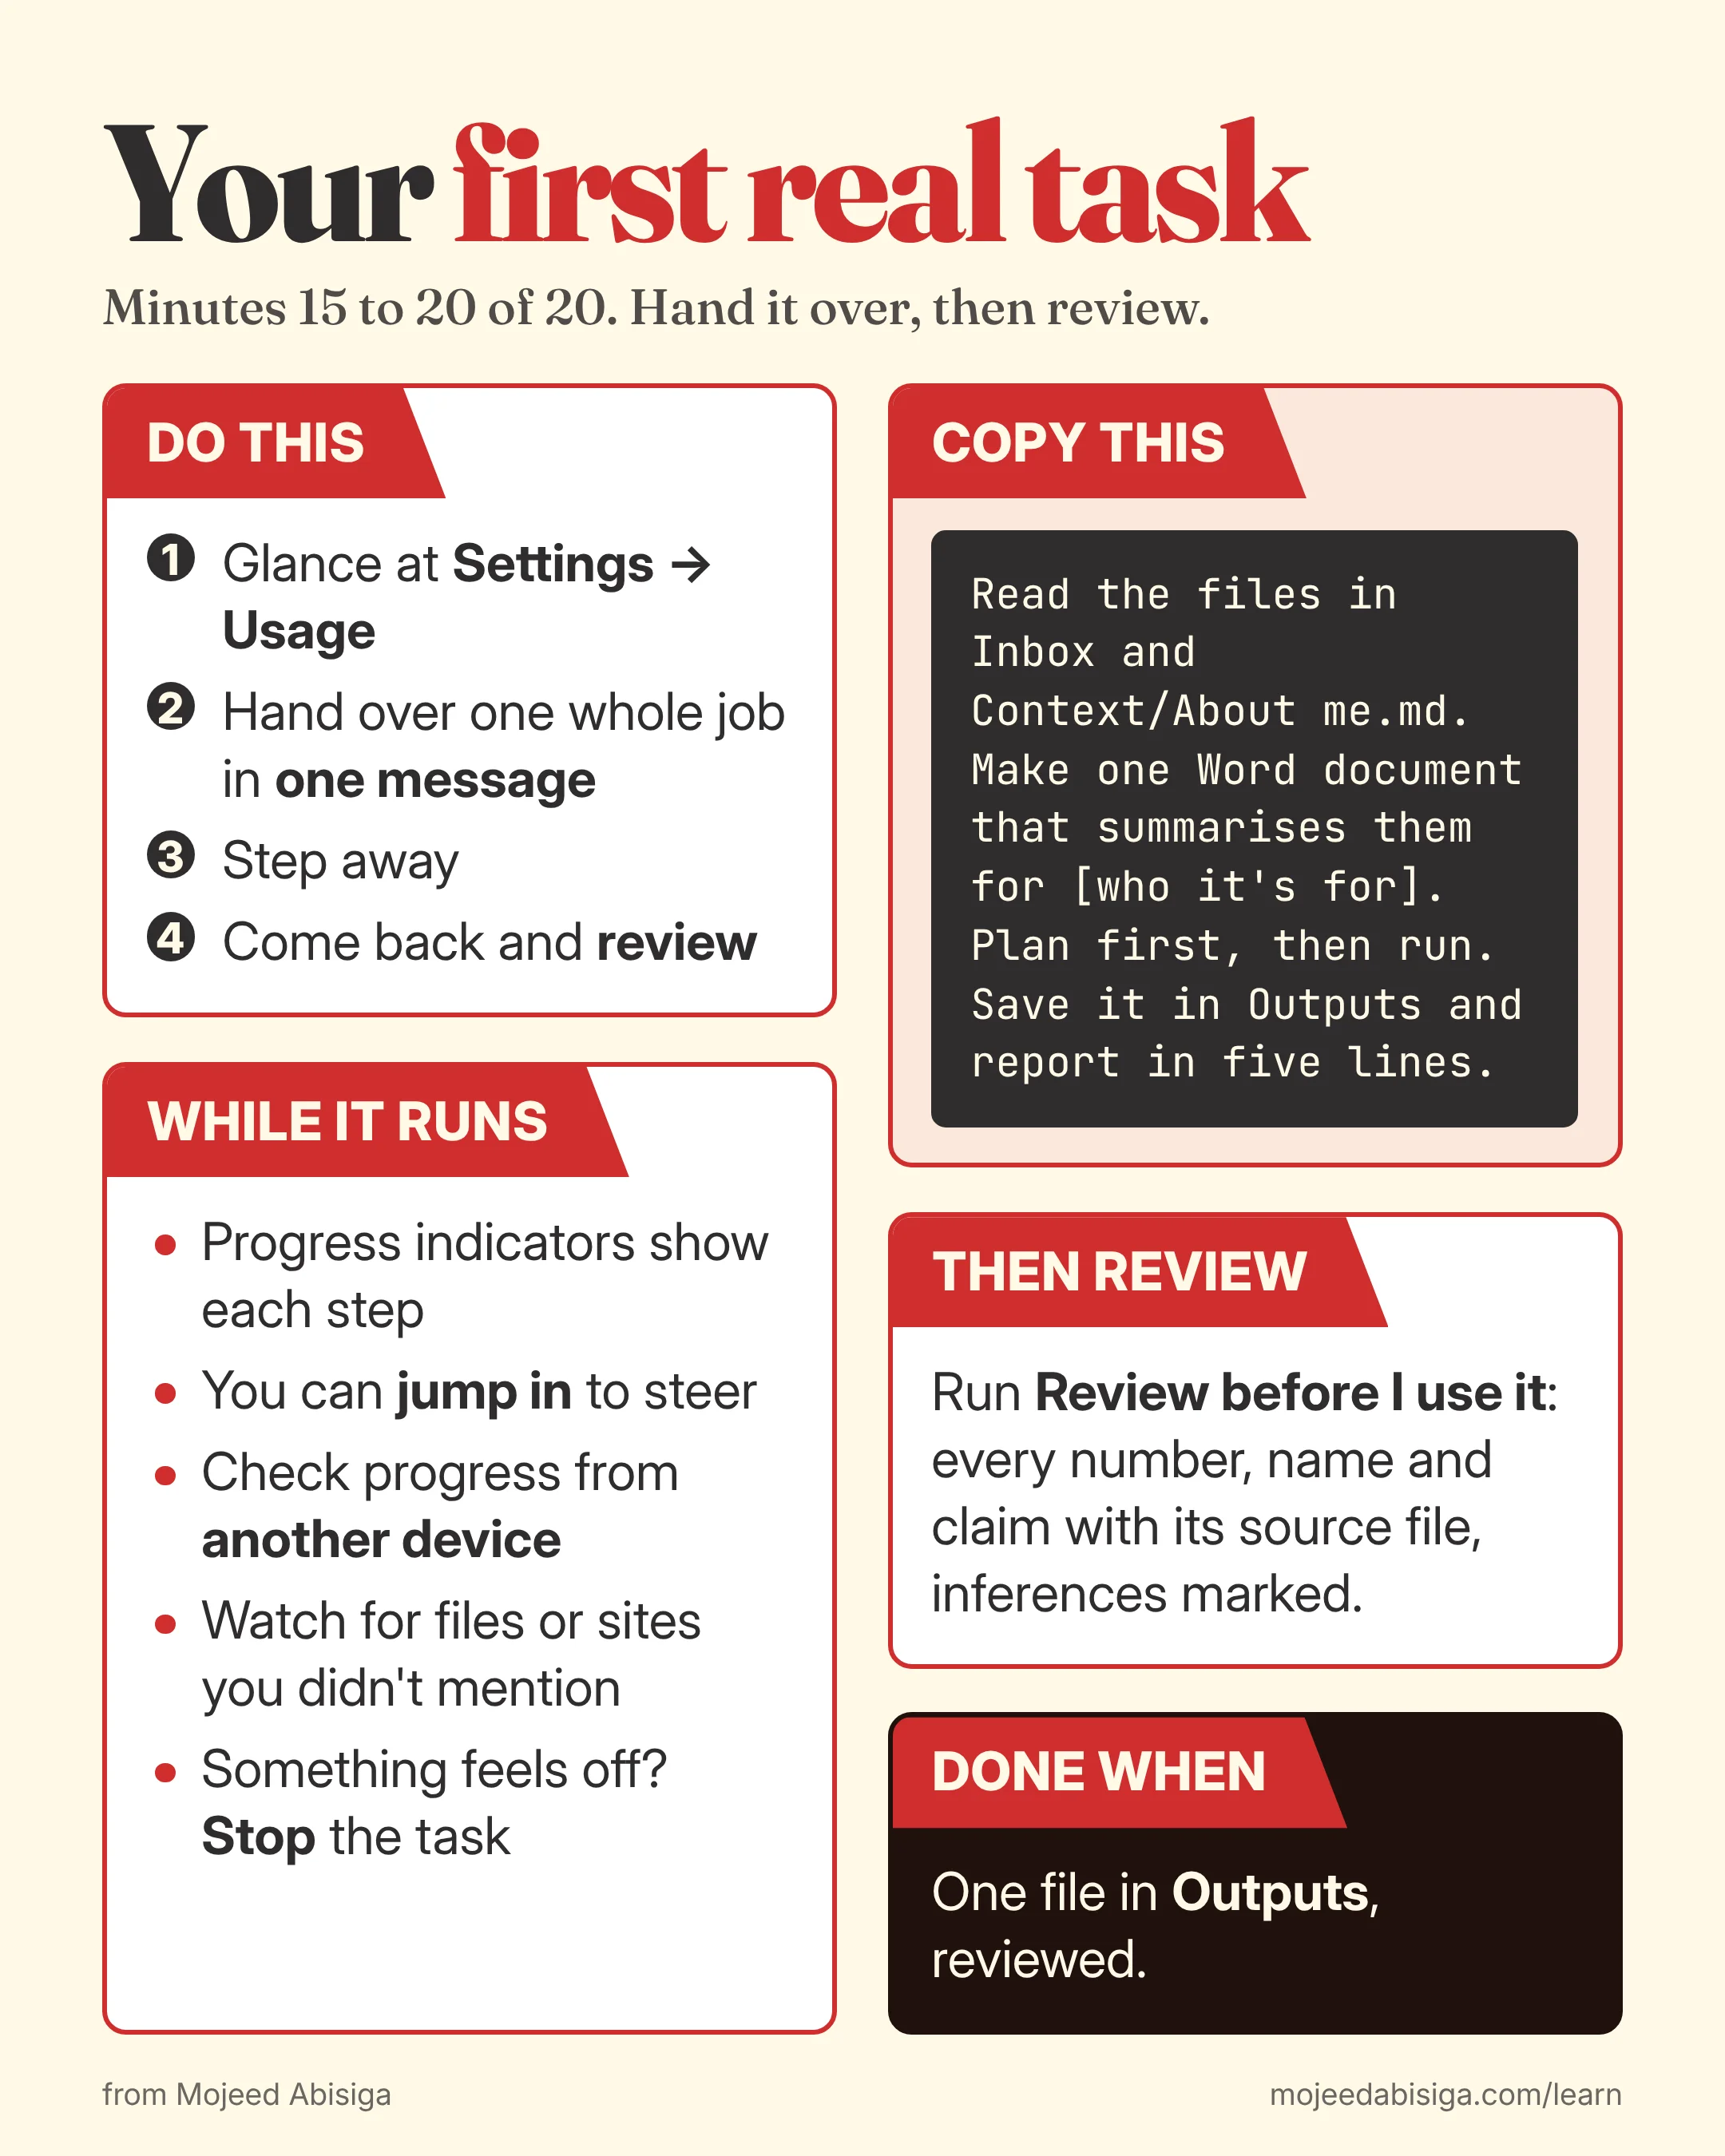 Your first real task
Minutes 15 to 20 of 20. Hand it over, then review.
DO THIS
1 Glance at Settings →
Usage
2 Hand over one whole job
in one message
3 Step away
4 Come back and review
WHILE IT RUNS
• Progress indicators show
each step
• You can jump in to steer
• Check progress from
another device
• Watch for files or sites
you didn't mention
• Something feels off?
Stop the task
COPY THIS
Read the files in
Inbox and
Context/About me.md.
Make one Word document
that summarises them
for [who it's for].
Plan first, then run.
Save it in Outputs and
report in five lines.
THEN REVIEW
Run Review before I use it:
every number, name and
claim with its source file,
inferences marked.
DONE WHEN
One file in Outputs,
reviewed.
from Mojeed Abisiga
mojeedabisiga.com/learn